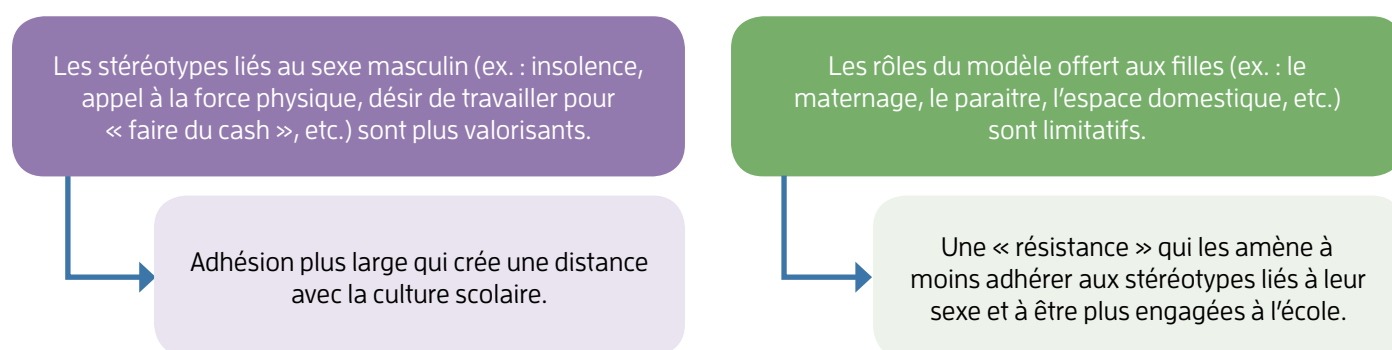 Les stéréotypes liés au sexe masculin (ex. : insolence,
appel à la force physique, désir de travailler pour
« faire du cash », etc.) sont plus valorisants.
Adhésion plus large qui crée une distance
avec la culture scolaire.
Les rôles du modèle offert aux filles (ex. : le
maternage, le paraitre, l’espace domestique, etc.)
sont limitatifs.
Une « résistance » qui les amène à
moins adhérer aux stéréotypes liés à leur
sexe et à être plus engagées à l’école.